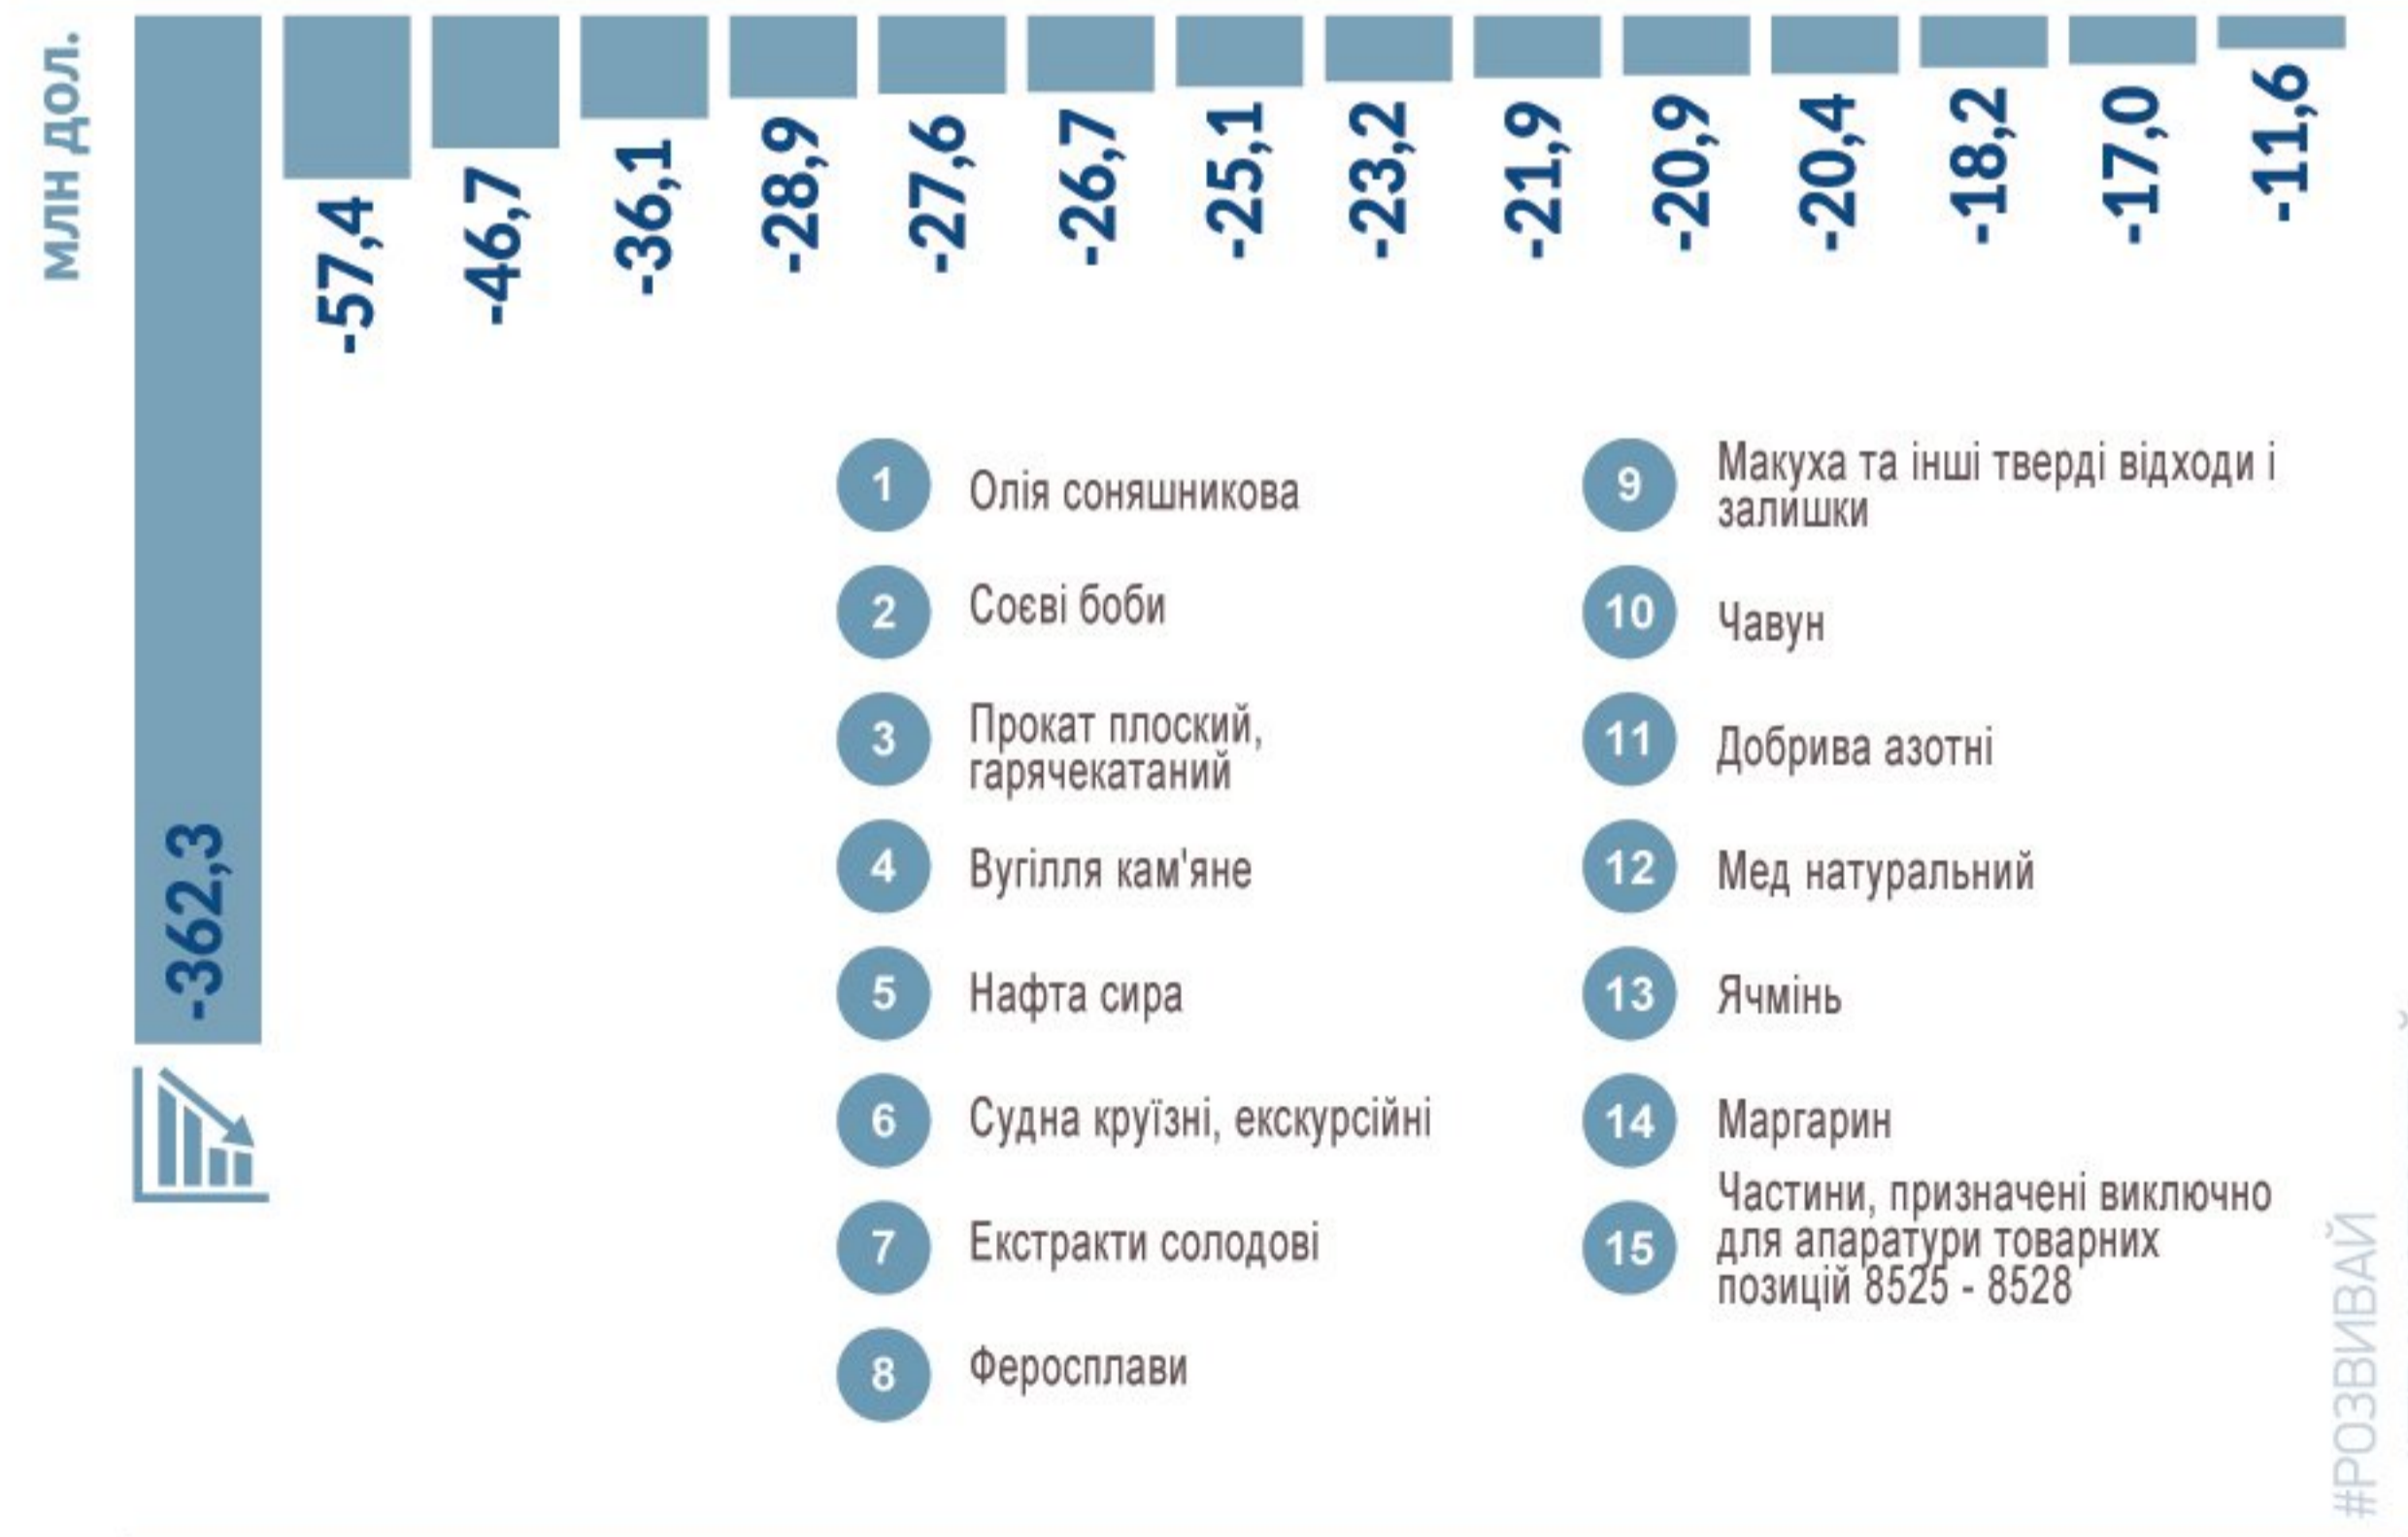 МЛН ДОЛ.
-362,3
-57,4
-46,7
-36,1
-28,9
-27,6
-26,7
-25,1
-23,2
-21,9
-20,9
-20,4
-18,2
-17,0
-11,6
1 Олія соняшникова
2 Соєві боби
3 Прокат плоский,
гарячекатаний
4 Вугілля кам'яне
5 Нафта сира
6 Судна круїзні, екскурсійні
7 Екстракти солодові
8 Феросплави
9 Макуха та інші тверді відходи і
залишки
10 Чавун
11 Добрива азотні
12 Мед натуральний
13 Ячмінь
14 Маргарин
15 Частини, призначені виключно
для апаратури товарних
позицій 8525 - 8528
#РОЗВИВАЙ